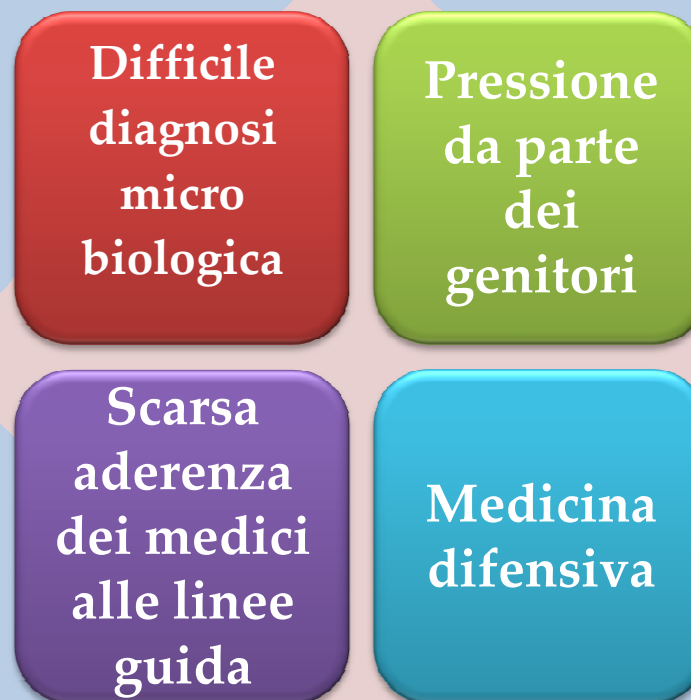 Difficile
diagnosi
micro
biologica
Pressione
da parte
dei
genitori
Scarsa
aderenza
dei medici
alle linee
guida
Medicina
difensiva